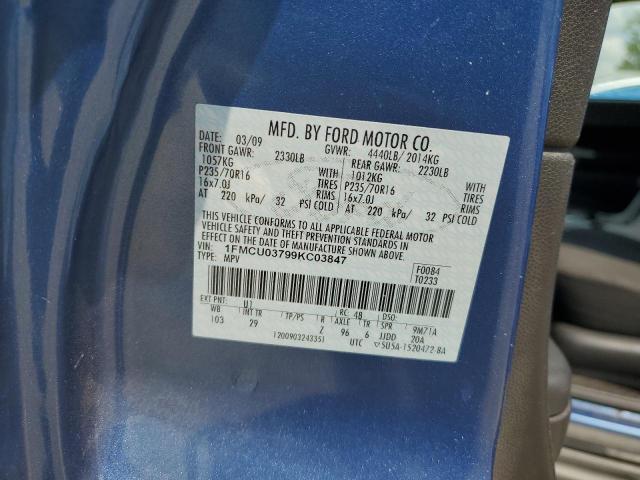 MFD. BY FORD MOTOR CO.
DATE: 03/09 GVWR: 4440LB/ 2014KG
FRONT GAWR: 2330LB REAR GAWR: 2230LB
1057KG WITH 1012KG WITH
P235/70R16 TIRES P235/70R16 TIRES
16x7.0J RIMS 16x7.0J RIMS
AT 220 kPa/ 32 PSI COLD AT 220 kPa/ 32 PSI COLD
THIS VEHICLE CONFORMS TO ALL APPLICABLE FEDERAL MOTOR
VEHICLE SAFETY AND THEFT PREVENTION STANDARDS IN
EFFECT ON THE DATE OF MANUFACTURE SHOWN ABOVE.
VIN: 1FMCU03799KC03847
TYPE: MPV
F0084
T0233
EXT PNT: U1 RC: 48 DSO:
WB INT TR TP/PS R AXLE TR SPR 9M71A
103 29 Z 96 6 JJDD 20A
1200903243351 UTC 5U5A-1520472-BA